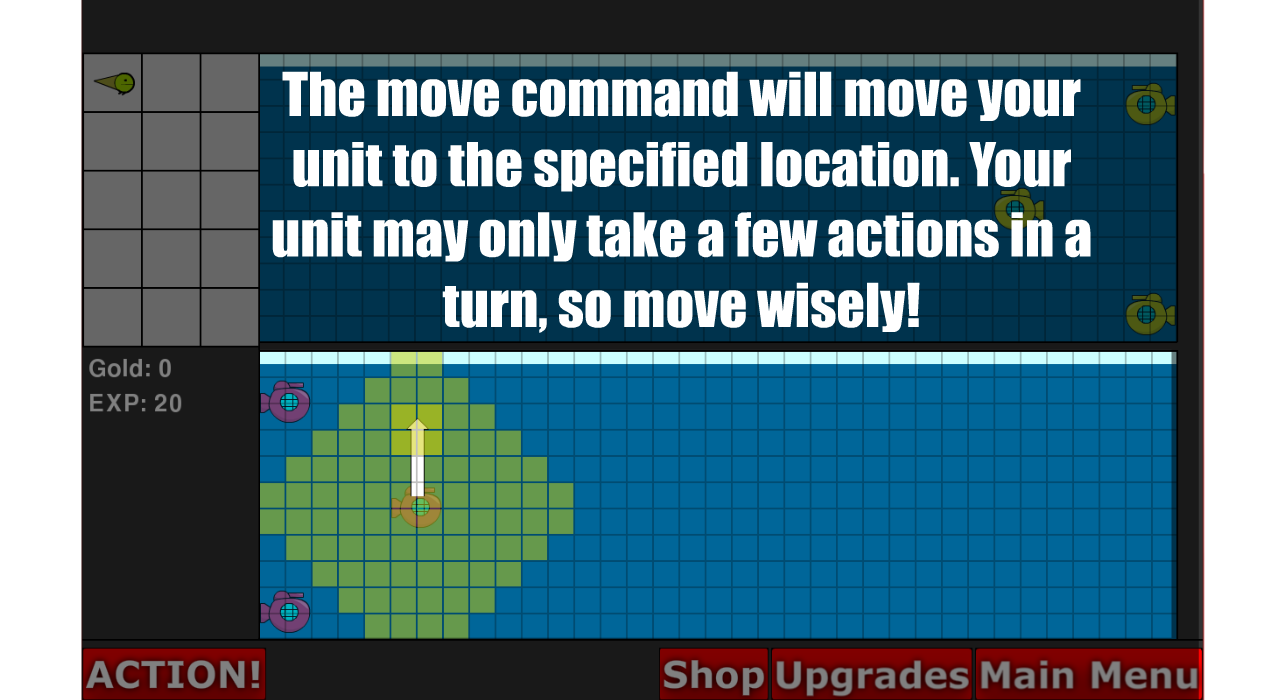 The move command will move your
unit to the specified location. Your
unit may only take a few actions in a
turn, so move wisely!
Gold: 0
EXP: 20
ACTION!
Shop
Upgrades
Main Menu